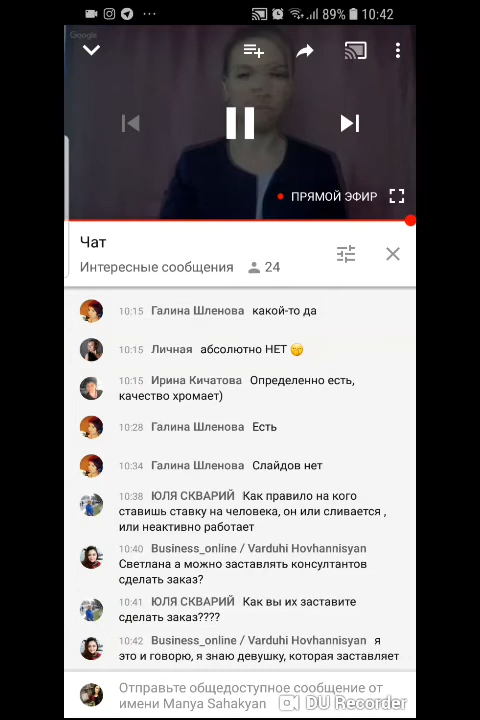 89% 10:42
Google
ПРЯМОЙ ЭФИР
Чат
Интересные сообщения 24
10:15 Галина Шленова какой-то да
10:15 Личная абсолютно НЕТ
10:15 Ирина Кичатова Определенно есть,
качество хромает)
10:28 Галина Шленова Есть
10:34 Галина Шленова Слайдов нет
10:38 ЮЛЯ СКВАРИЙ Как правило на кого
ставишь ставку на человека, он или сливается ,
или неактивно работает
10:40 Business_online / Varduhi Hovhannisyan
Светлана а можно заставлять консултантов
сделать заказ?
10:41 ЮЛЯ СКВАРИЙ Как вы их заставите
сделать заказ????
10:42 Business_online / Varduhi Hovhannisyan я
это и говорю, я знаю девушку, которая заставляет
Отправьте общедоступное сообщение от
имени Manya Sahakyan
DU Recorder